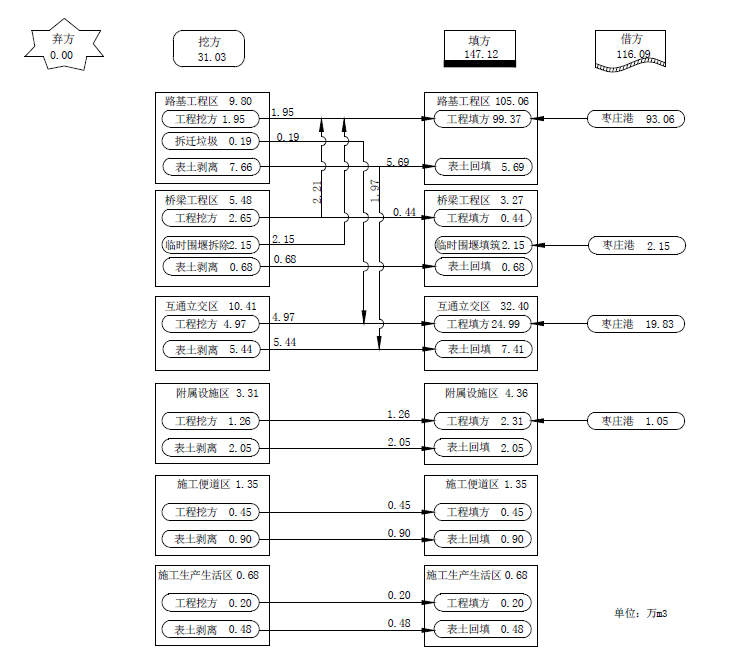 弃方
0.00
挖方
31.03
填方
147.12
借方
116.09
路基工程区 9.80
工程挖方 1.95
拆迁垃圾 0.19
表土剥离 7.66
1.95
0.19
5.69
2.21
1.97
路基工程区 105.06
工程填方 99.37
表土回填 5.69
枣庄港 93.06
桥梁工程区 5.48
工程挖方 2.65
临时围堰拆除 2.15
表土剥离 0.68
0.44
2.15
0.68
桥梁工程区 3.27
工程填方 0.44
临时围堰填筑 2.15
表土回填 0.68
枣庄港 2.15
互通立交区 10.41
工程挖方 4.97
表土剥离 5.44
4.97
5.44
互通立交区 32.40
工程填方 24.99
表土回填 7.41
枣庄港 19.83
附属设施区 3.31
工程挖方 1.26
表土剥离 2.05
1.26
2.05
附属设施区 4.36
工程填方 2.31
表土回填 2.05
枣庄港 1.05
施工便道区 1.35
工程挖方 0.45
表土剥离 0.90
0.45
0.90
施工便道区 1.35
工程填方 0.45
表土回填 0.90
施工生产生活区 0.68
工程挖方 0.20
表土剥离 0.48
0.20
0.48
施工生产生活区 0.68
工程填方 0.20
表土回填 0.48
单位：万m3